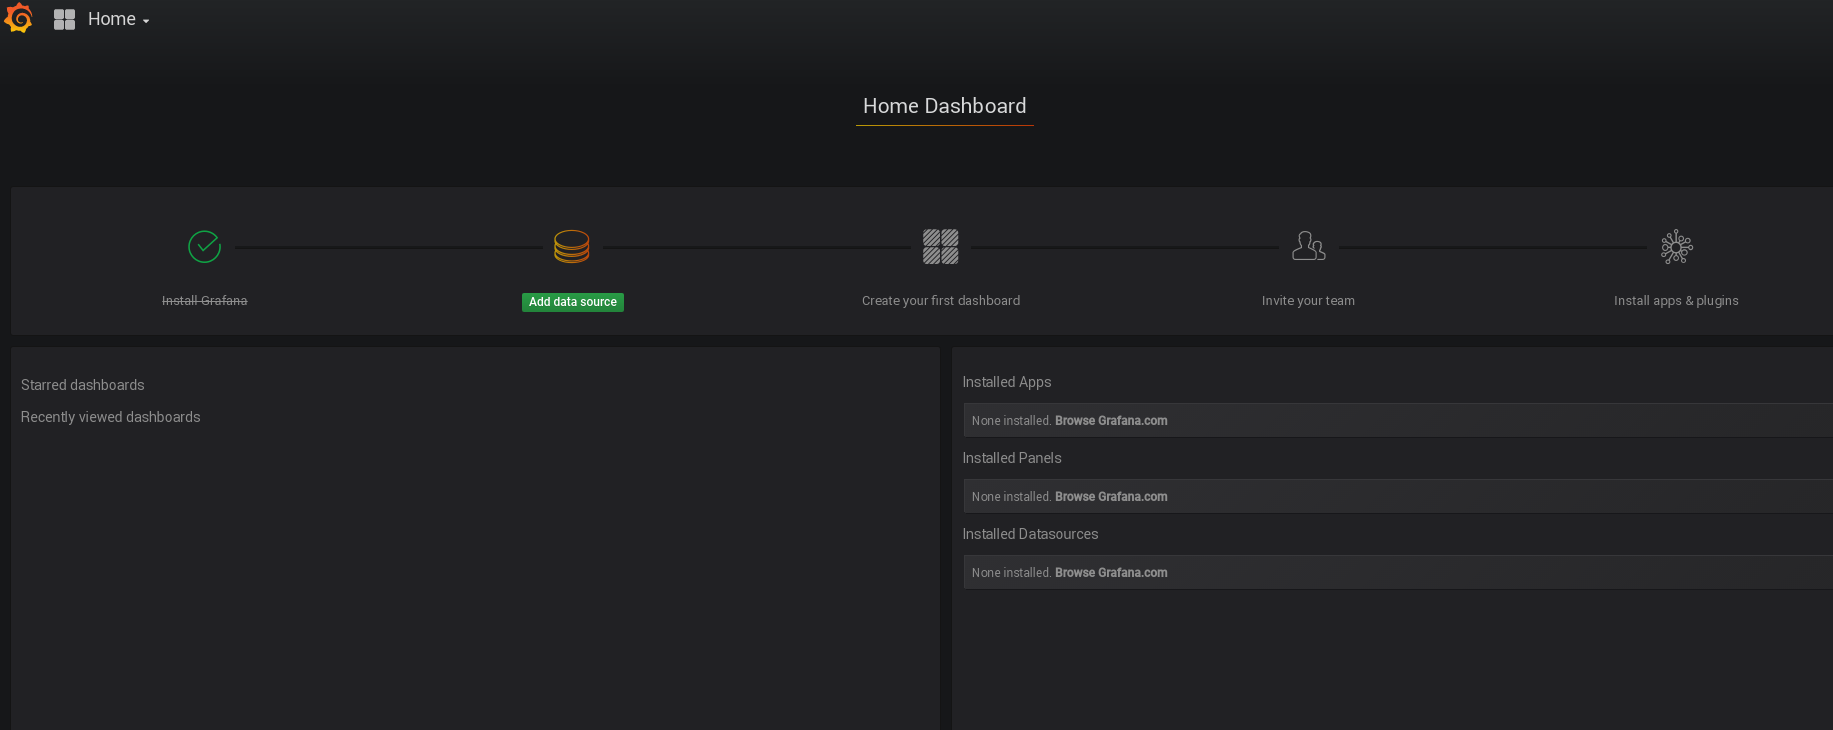 Home
Home Dashboard
Install Grafana
Add data source
Create your first dashboard
Invite your team
Install apps & plugins
Starred dashboards
Recently viewed dashboards
Installed Apps
None installed. Browse Grafana.com
Installed Panels
None installed. Browse Grafana.com
Installed Datasources
None installed. Browse Grafana.com